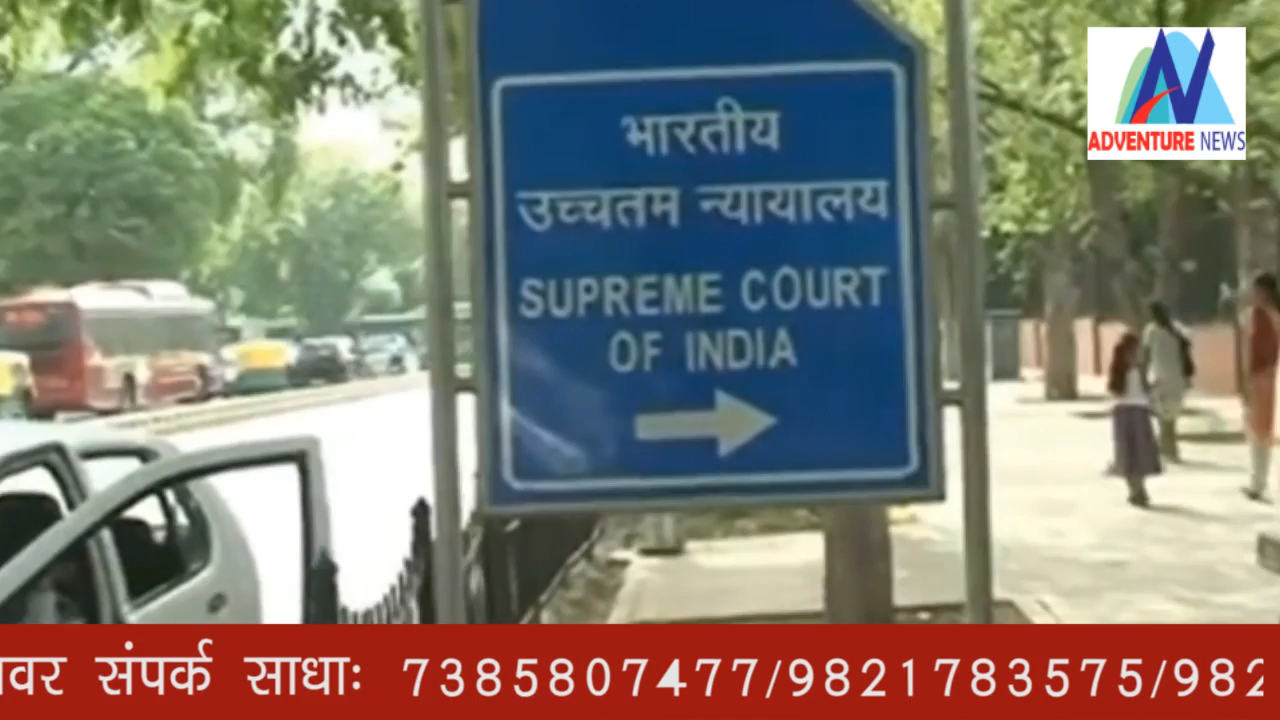 भारतीय
उच्चतम न्यायालय
SUPREME COURT
OF INDIA
ADVENTURE NEWS
संपर्क साधाः 7385807477/9821783575/982